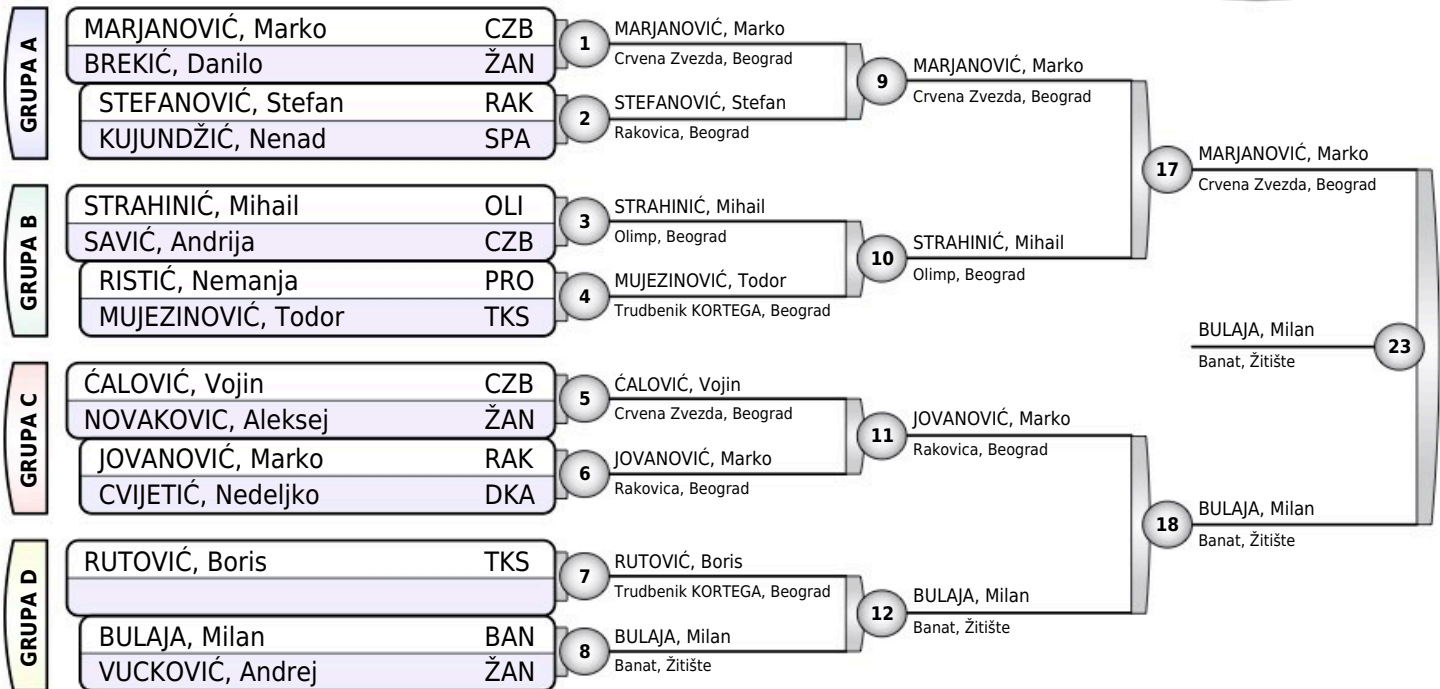 GRUPA A
MARJANOVIĆ, Marko CZB
BREKIĆ, Danilo ŽAN
STEFANOVIĆ, Stefan RAK
KUJUNDŽIĆ, Nenad SPA
1
MARJANOVIĆ, Marko
Crvena Zvezda, Beograd
2
STEFANOVIĆ, Stefan
Rakovica, Beograd
9
MARJANOVIĆ, Marko
Crvena Zvezda, Beograd
GRUPA B
STRAHINIĆ, Mihail OLI
SAVIĆ, Andrija CZB
RISTIĆ, Nemanja PRO
MUJEZINOVIĆ, Todor TKS
3
STRAHINIĆ, Mihail
Olimp, Beograd
4
MUJEZINOVIĆ, Todor
Trudbenik KORTEGA, Beograd
10
STRAHINIĆ, Mihail
Olimp, Beograd
17
MARJANOVIĆ, Marko
Crvena Zvezda, Beograd
GRUPA C
ĆALOVIĆ, Vojin CZB
NOVAKOVIC, Aleksej ŽAN
JOVANOVIĆ, Marko RAK
CVIJETIĆ, Nedeljko DKA
5
ĆALOVIĆ, Vojin
Crvena Zvezda, Beograd
6
JOVANOVIĆ, Marko
Rakovica, Beograd
11
JOVANOVIĆ, Marko
Rakovica, Beograd
GRUPA D
RUTOVIĆ, Boris TKS
BULAJA, Milan BAN
VUCKOVIĆ, Andrej ŽAN
7
RUTOVIĆ, Boris
Trudbenik KORTEGA, Beograd
8
BULAJA, Milan
Banat, Žitište
12
BULAJA, Milan
Banat, Žitište
18
BULAJA, Milan
Banat, Žitište
BULAJA, Milan
Banat, Žitište
23